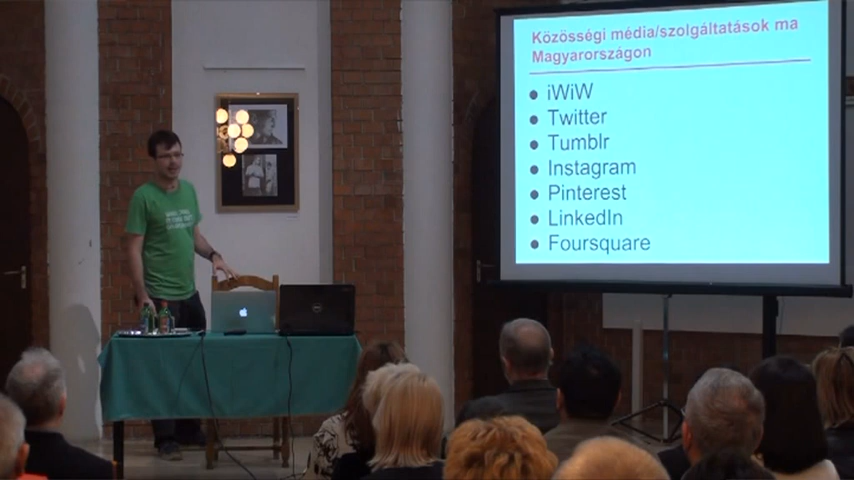 Közösségi média/szolgáltatások ma
Magyarországon
iWiW
Twitter
Tumblr
Instagram
Pinterest
LinkedIn
Foursquare